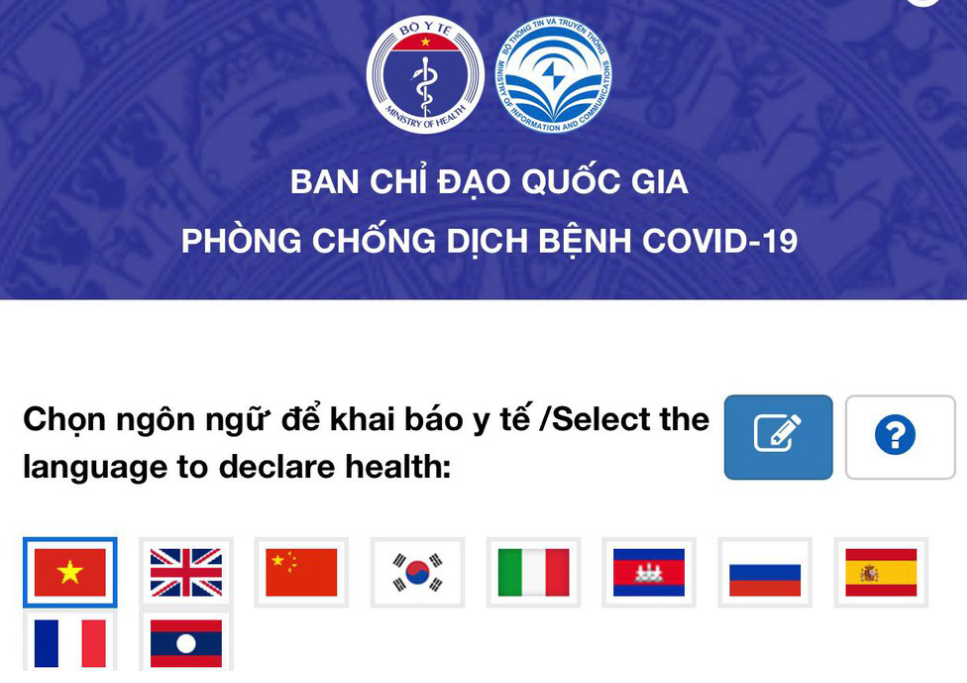 BỘ Y TẾ
MINISTRY OF HEALTH
BỘ THÔNG TIN VÀ TRUYỀN THÔNG
MINISTRY OF INFORMATION AND COMMUNICATIONS
BAN CHỈ ĐẠO QUỐC GIA
PHÒNG CHỐNG DỊCH BỆNH COVID-19
Chọn ngôn ngữ để khai báo y tế /Select the
language to declare health:
?